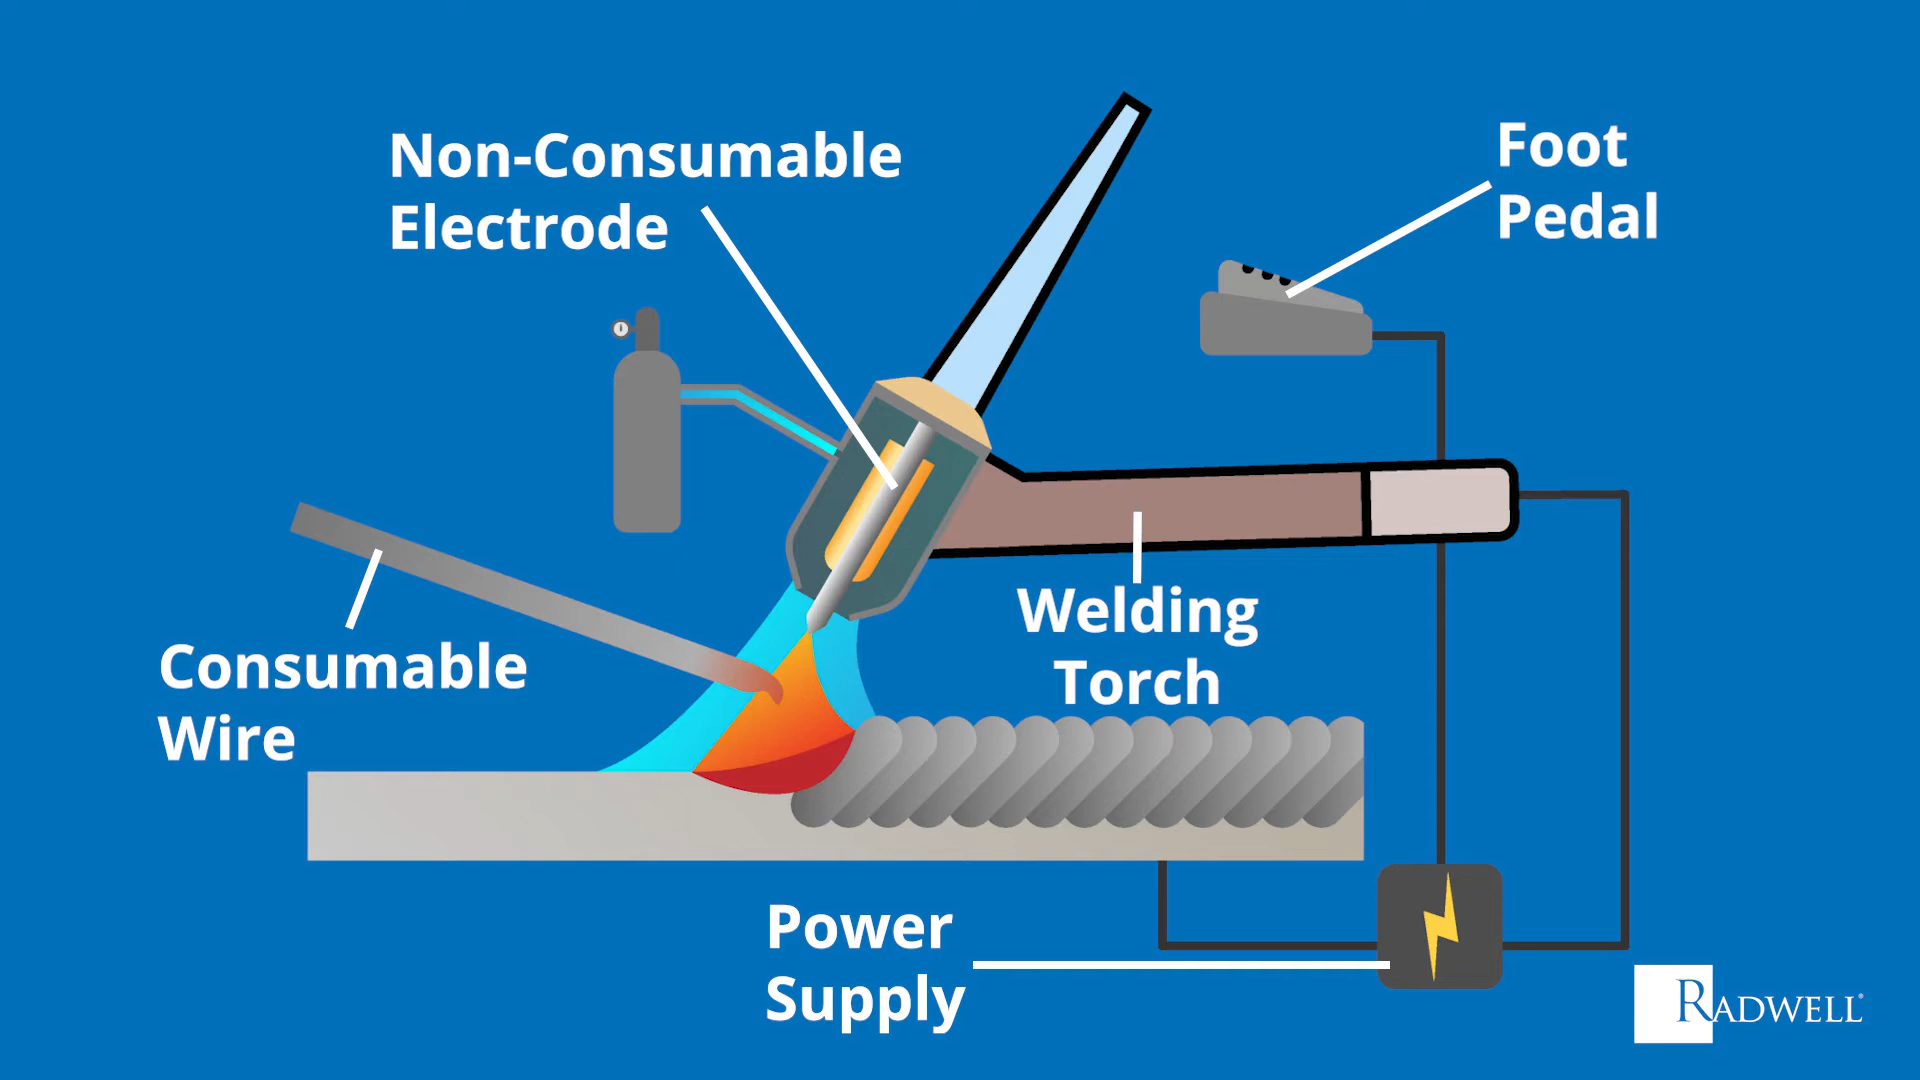 Non-Consumable
Electrode
Foot
Pedal
Consumable
Wire
Welding
Torch
Power
Supply
RADWELL®